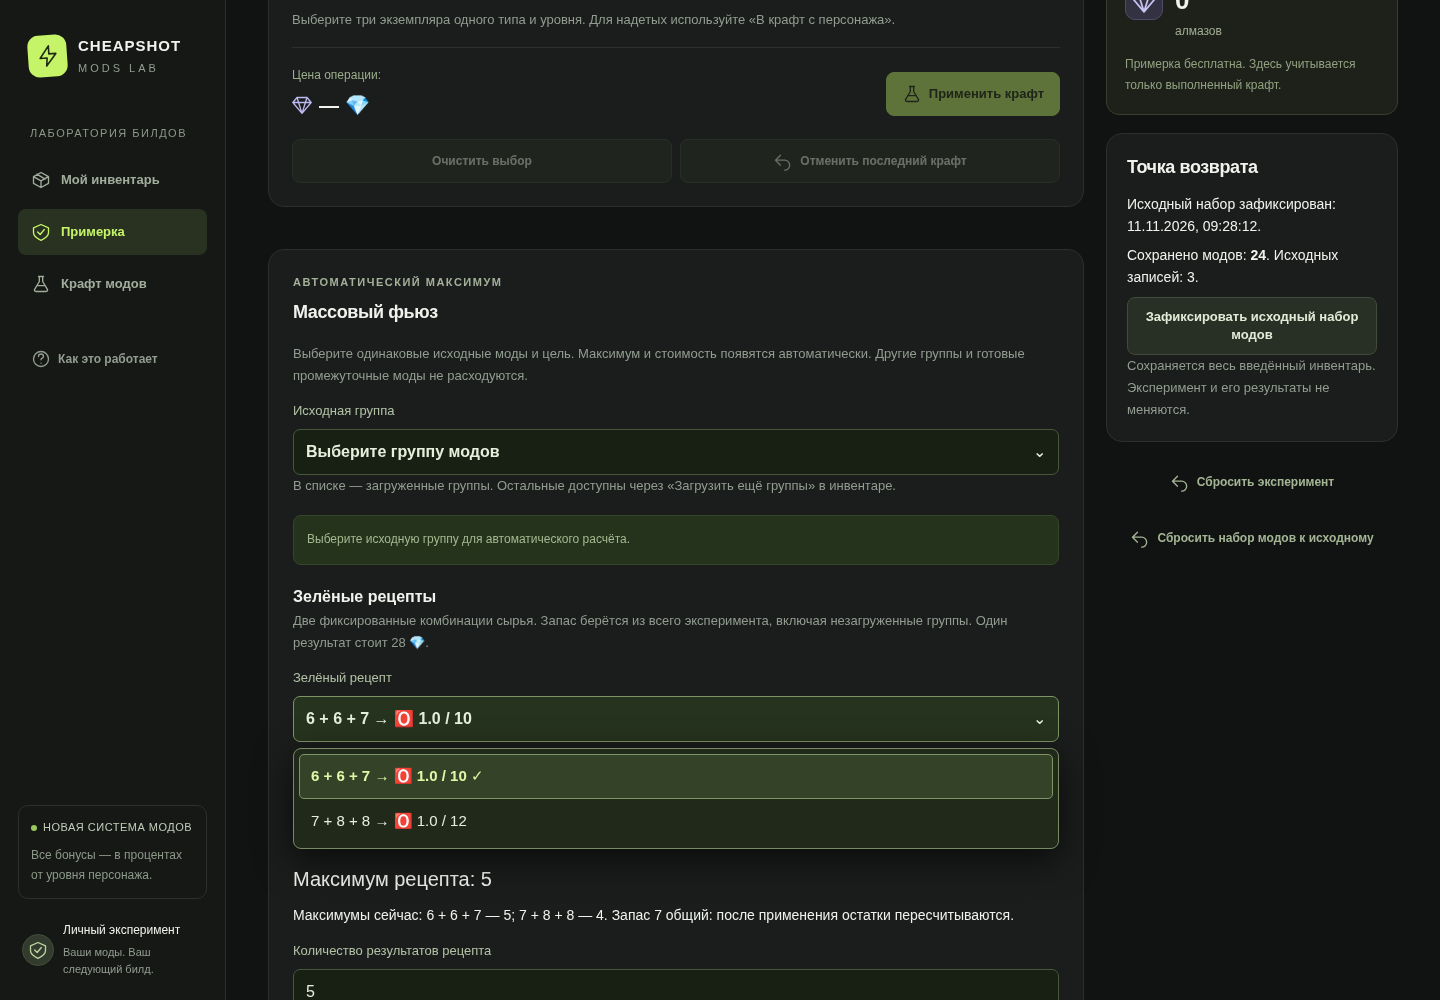 CHEAPSHOT
MODS LAB
ЛАБОРАТОРИЯ БИЛДОВ
Мой инвентарь
Примерка
Крафт модов
Как это работает
НОВАЯ СИСТЕМА МОДОВ
Все бонусы — в процентах
от уровня персонажа.
Личный эксперимент
Ваши моды. Ваш
следующий билд.
Выберите три экземпляра одного типа и уровня. Для надетых используйте «В крафт с персонажа».
Цена операции:
— 💎
Применить крафт
Очистить выбор
Отменить последний крафт
АВТОМАТИЧЕСКИЙ МАКСИМУМ
Массовый фьюз
Выберите одинаковые исходные моды и цель. Максимум и стоимость появятся автоматически. Другие группы и готовые
промежуточные моды не расходуются.
Исходная группа
Выберите группу модов
В списке — загруженные группы. Остальные доступны через «Загрузить ещё группы» в инвентаре.
Выберите исходную группу для автоматического расчёта.
Зелёные рецепты
Две фиксированные комбинации сырья. Запас берётся из всего эксперимента, включая незагруженные группы. Один
результат стоит 28 💎.
Зелёный рецепт
6 + 6 + 7 → 🅾️ 1.0 / 10
6 + 6 + 7 → 🅾️ 1.0 / 10 ✓
7 + 8 + 8 → 🅾️ 1.0 / 12
Максимум рецепта: 5
Максимумы сейчас: 6 + 6 + 7 — 5; 7 + 8 + 8 — 4. Запас 7 общий: после применения остатки пересчитываются.
Количество результатов рецепта
5
0
алмазов
Примерка бесплатна. Здесь учитывается
только выполненный крафт.
Точка возврата
Исходный набор зафиксирован:
11.11.2026, 09:28:12.
Сохранено модов: 24. Исходных
записей: 3.
Зафиксировать исходный набор
модов
Сохраняется весь введённый инвентарь.
Эксперимент и его результаты не
меняются.
Сбросить эксперимент
Сбросить набор модов к исходному